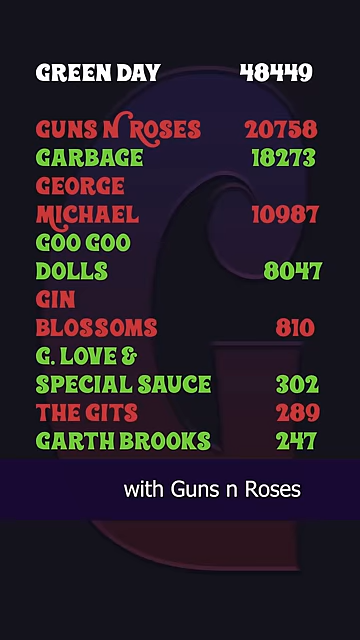 GREEN DAY 48449
GUNS N' ROSES 20758
GARBAGE 18273
GEORGE
MICHAEL 10987
GOO GOO
DOLLS 8047
GIN
BLOSSOMS 810
G. LOVE &
SPECIAL SAUCE 302
THE GITS 289
GARTH BROOKS 247
with Guns n Roses